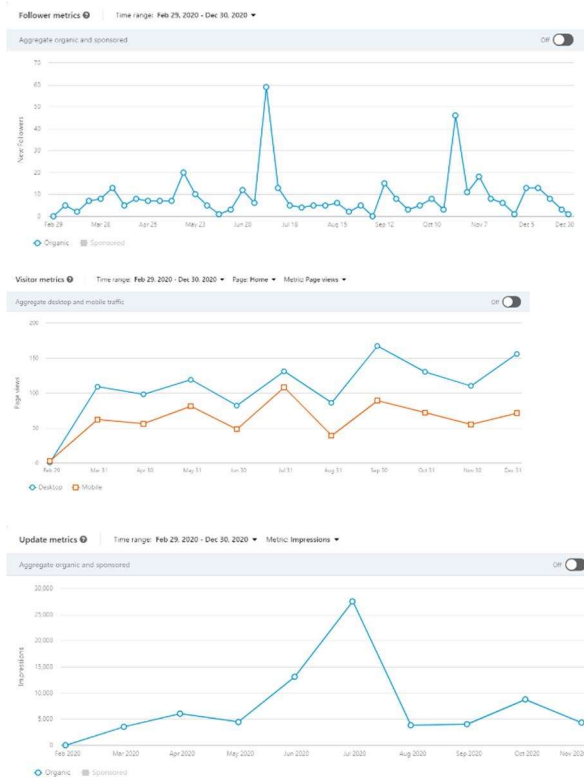 Follower metrics Time range: Feb 29, 2020 - Dec 30, 2020
Aggregate organic and sponsored Off
70
60
50
40
30
20
10
0
New Followers
Feb 29 Mar 28 Apr 25 May 23 Jun 20 Jul 18 Aug 15 Sep 12 Oct 10 Nov 7 Dec 5 Dec 30
Organic Sponsored
Visitor metrics Time range: Feb 29, 2020 - Dec 30, 2020 Page: Home Metric: Page views
Aggregate desktop and mobile traffic Off
200
150
100
50
0
Page views
Feb 29 Mar 31 Apr 30 May 31 Jun 30 Jul 31 Aug 31 Sep 30 Oct 31 Nov 30 Dec 31
Desktop Mobile
Update metrics Time range: Feb 29, 2020 - Dec 30, 2020 Metric: Impressions
Aggregate organic and sponsored Off
30,000
25,000
20,000
15,000
10,000
5,000
0
Impressions
Feb 2020 Mar 2020 Apr 2020 May 2020 Jun 2020 Jul 2020 Aug 2020 Sep 2020 Oct 2020 Nov 2020
Organic Sponsored